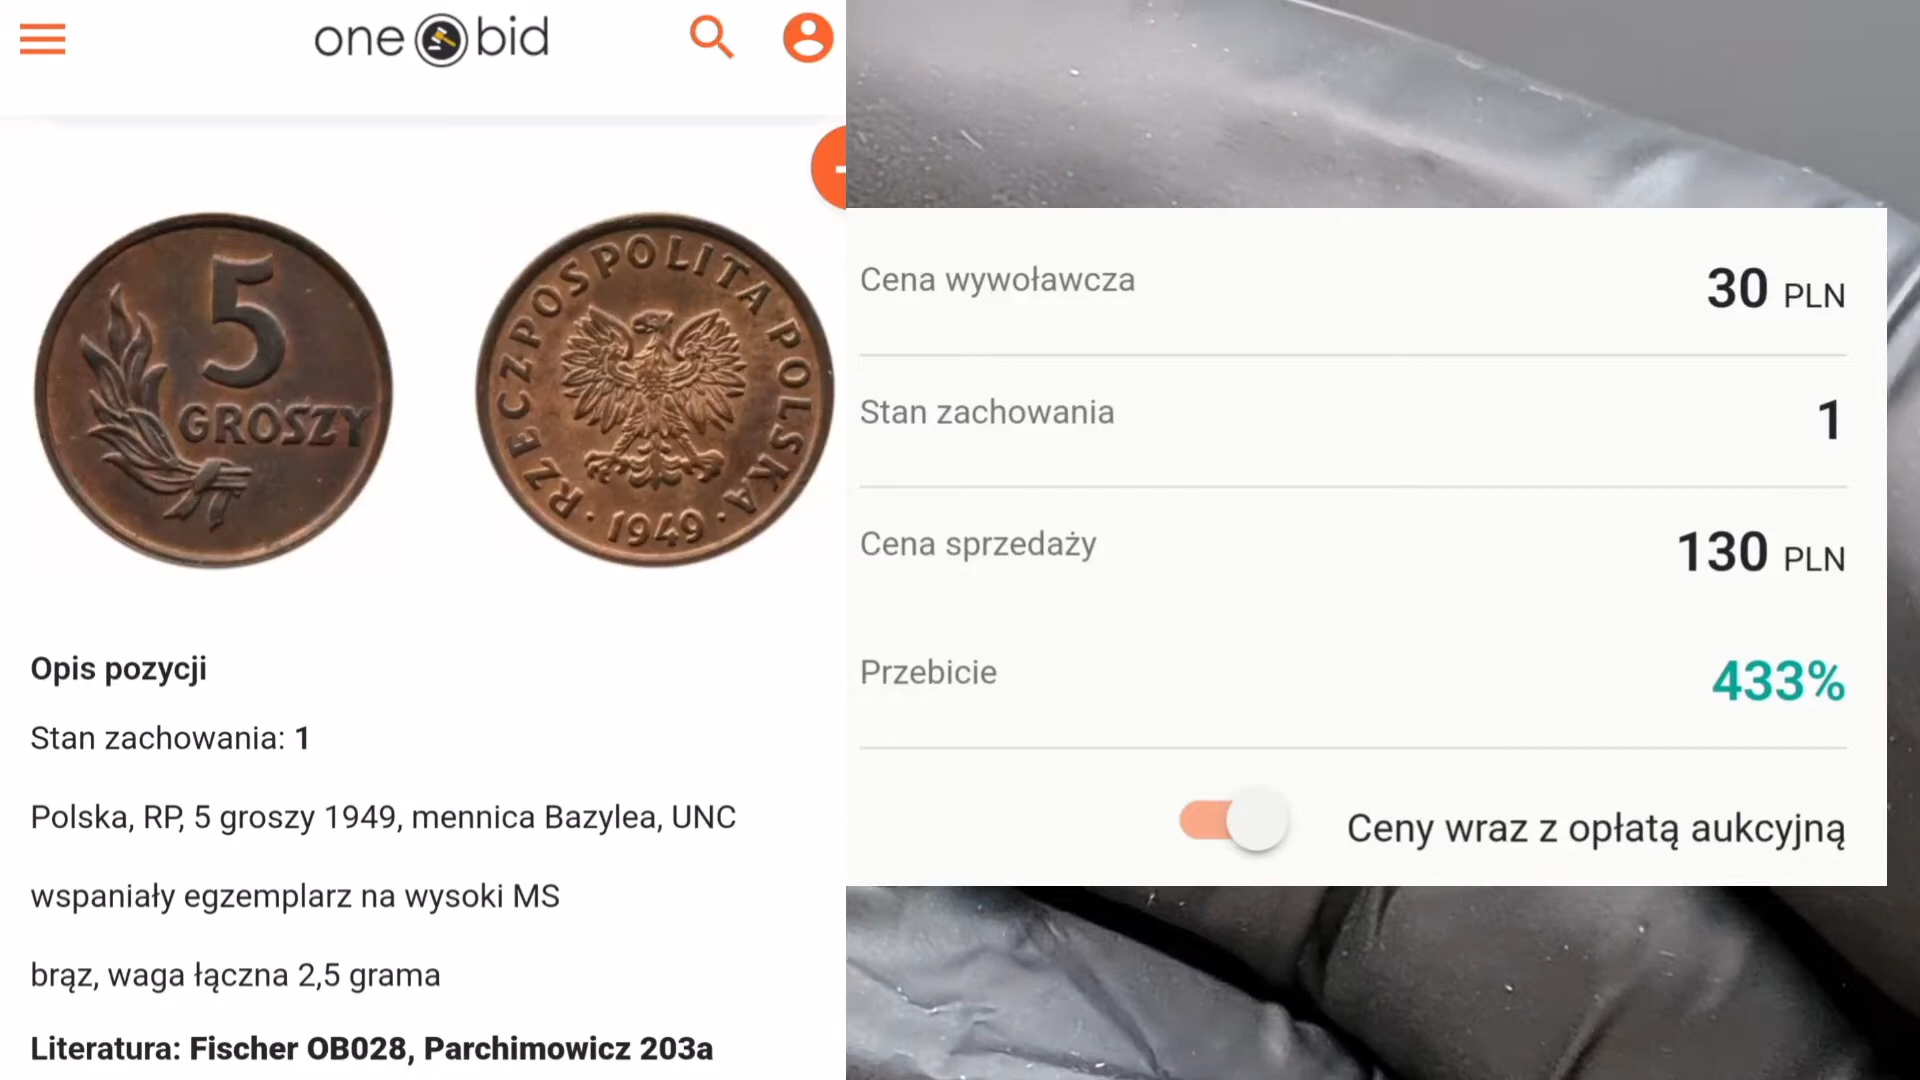 one bid
5
GROSZY
RZECZPOSPOLITA POLSKA
· 1949 ·
Opis pozycji
Stan zachowania: 1
Polska, RP, 5 groszy 1949, mennica Bazylea, UNC
wspaniały egzemplarz na wysoki MS
brąz, waga łączna 2,5 grama
Literatura: Fischer OB028, Parchimowicz 203a
Cena wywoławcza 30 PLN
Stan zachowania 1
Cena sprzedaży 130 PLN
Przebicie 433%
Ceny wraz z opłatą aukcyjną